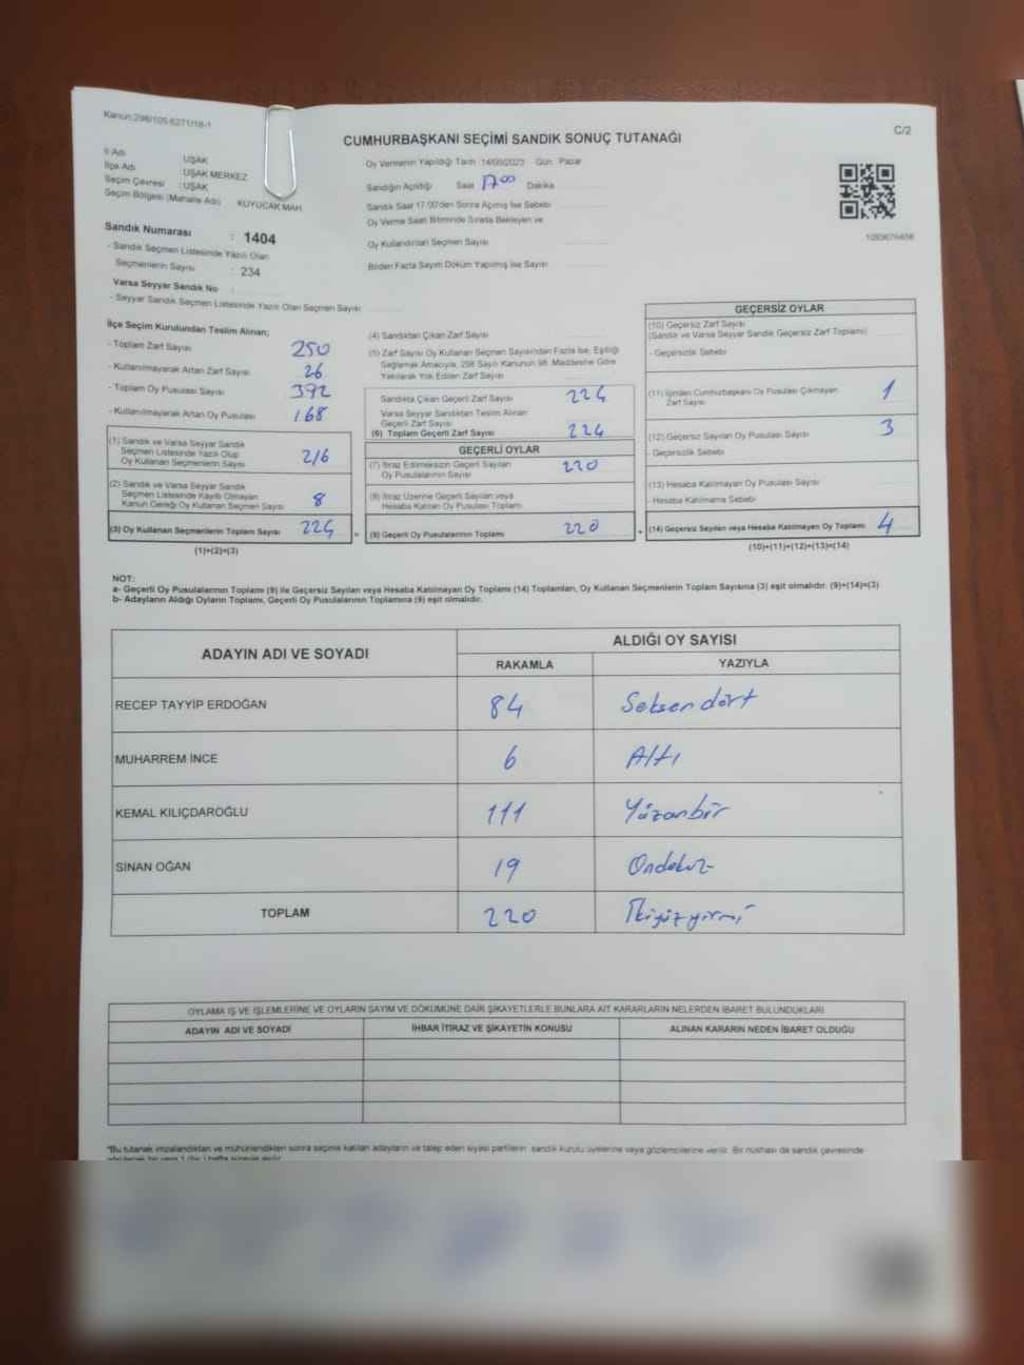 Kanun:298/105-6271/18-1
C/2
CUMHURBAŞKANI SEÇİMİ SANDIK SONUÇ TUTANAĞI
İl Adı UŞAK
İlçe Adı UŞAK MERKEZ
Seçim Çevresi : UŞAK
Seçim Bölgesi (Mahalle Adı) KUYUCAK MAH.
Oy Vermenin Yapıldığı Tarih 14/05/2023 Gün Pazar
Sandığın Açıldığı Saat 17 00 Dakika
Sandık Saat 17.00'den Sonra Açılmış İse Sebebi
Oy Verme Saati Bitiminde Sırada Bekleyen ve
Oy Kullandırılan Seçmen Sayısı
Birden Fazla Sayım Döküm Yapılmış İse Sayısı
Sandık Numarası : 1404
- Sandık Seçmen Listesinde Yazılı Olan
Seçmenlerin Sayısı : 234
Varsa Seyyar Sandık No
- Seyyar Sandık Seçmen Listesinde Yazılı Olan Seçmen Sayısı
İlçe Seçim Kurulundan Teslim Alınan;
- Toplam Zarf Sayısı 250
- Kullanılmayarak Artan Zarf Sayısı 26
- Toplam Oy Pusulası Sayısı 392
- Kullanılmayarak Artan Oy Pusulası 168
(1) Sandık ve Varsa Seyyar Sandık
Seçmen Listesinde Yazılı Olup
Oy Kullanan Seçmenlerin Sayısı 216
(2) Sandık ve Varsa Seyyar Sandık
Seçmen Listesinde Kayıtlı Olmayan
Kanun Gereği Oy Kullanan Seçmen Sayısı 8
(3) Oy Kullanan Seçmenlerin Toplam Sayısı 224
(1)+(2)=(3)
(4) Sandıktan Çıkan Zarf Sayısı
(5) Zarf Sayısı Oy Kullanan Seçmen Sayısından Fazla İse, Eşitliği
Sağlamak Amacıyla, 298 Sayılı Kanunun 98. Maddesine Göre
Yakılarak Yok Edilen Zarf Sayısı
Sandıkta Çıkan Geçerli Zarf Sayısı 224
Varsa Seyyar Sandıktan Teslim Alınan
Geçerli Zarf Sayısı
(6) Toplam Geçerli Zarf Sayısı 224
GEÇERLİ OYLAR
(7) İtiraz Edilmeksizin Geçerli Sayılan
Oy Pusulalarının Sayısı 220
(8) İtiraz Üzerine Geçerli Sayılan veya
Hesaba Katılan Oy Pusulası Toplamı
(9) Geçerli Oy Pusulalarının Toplamı 220
GEÇERSİZ OYLAR
(10) Geçersiz Zarf Sayısı
(Sandık ve Varsa Seyyar Sandık Geçersiz Zarf Toplamı)
- Geçersizlik Sebebi
(11) İçinden Cumhurbaşkanı Oy Pusulası Çıkmayan
Zarf Sayısı 1
(12) Geçersiz Sayılan Oy Pusulası Sayısı 3
- Geçersizlik Sebebi
(13) Hesaba Katılmayan Oy Pusulası Sayısı
- Hesaba Katılmama Sebebi
(14) Geçersiz Sayılan veya Hesaba Katılmayan Oy Toplamı 4
(10)+(11)+(12)+(13)=(14)
NOT:
a- Geçerli Oy Pusulalarının Toplamı (9) ile Geçersiz Sayılan veya Hesaba Katılmayan Oy Toplamı (14) Toplamları, Oy Kullanan Seçmenlerin Toplam Sayısına (3) eşit olmalıdır. (9)+(14)=(3)
b- Adayların Aldığı Oyların Toplamı, Geçerli Oy Pusulalarının Toplamına (9) eşit olmalıdır.
ADAYIN ADI VE SOYADI
ALDIĞI OY SAYISI
RAKAMLA YAZIYLA
RECEP TAYYİP ERDOĞAN 84 Seksendört
MUHARREM İNCE 6 Altı
KEMAL KILIÇDAROĞLU 111 Yüzonbir
SİNAN OĞAN 19 Ondokuz
TOPLAM 220 İkiyüzyirmi
OYLAMA İŞ VE İŞLEMLERİNE VE OYLARIN SAYIM VE DÖKÜMÜNE DAİR ŞİKAYETLERLE BUNLARA AİT KARARLARIN NELERDEN İBARET BULUNDUKLARI
ADAYIN ADI VE SOYADI İHBAR İTİRAZ VE ŞİKAYETİN KONUSU ALINAN KARARIN NEDEN İBARET OLDUĞU
*Bu tutanak imzalandıktan ve mühürlendikten sonra seçime katılan adayların ve talep eden siyasi partilerin sandık kurulu üyelerine veya gözlemcilerine verilir. Bir nüshası da sandık çevresinde